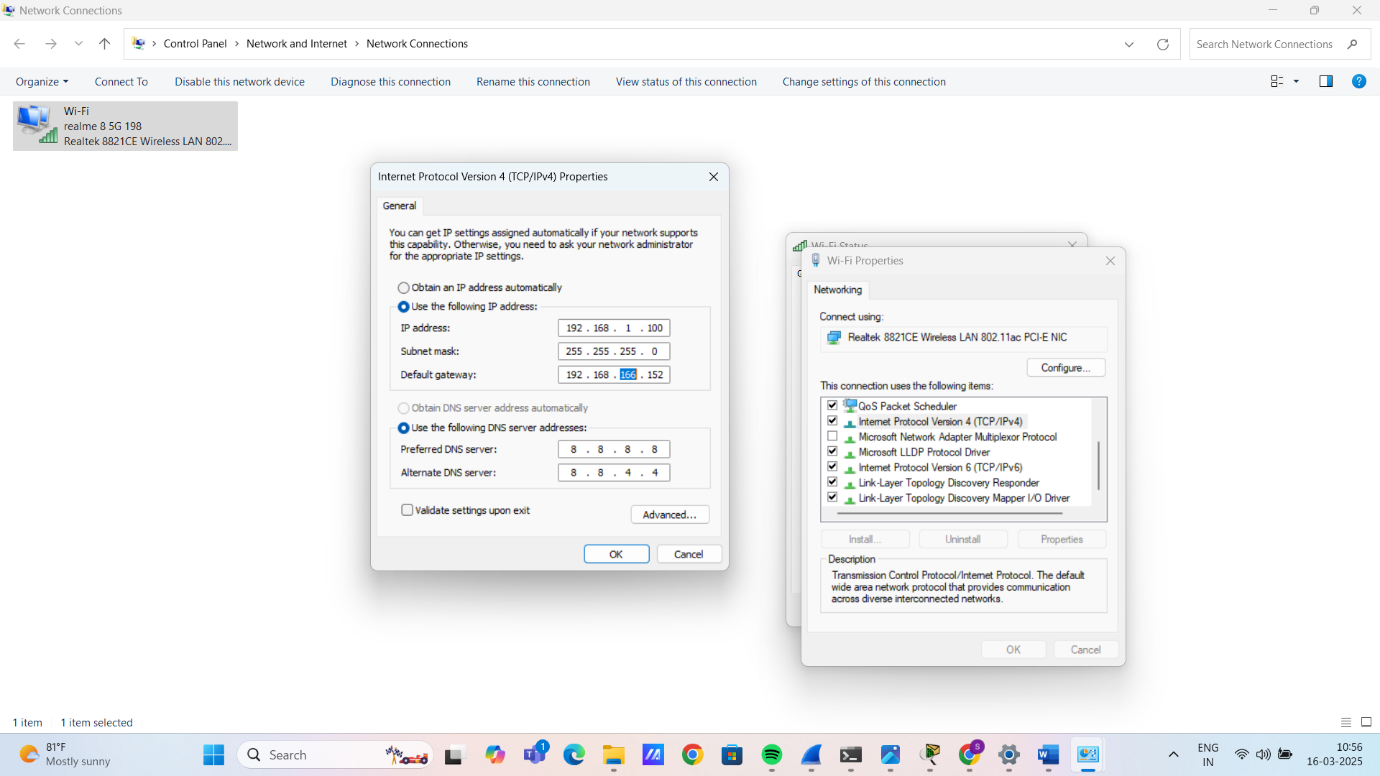 Network Connections
Control Panel > Network and Internet > Network Connections
Search Network Connections
Organize
Connect To
Disable this network device
Diagnose this connection
Rename this connection
View status of this connection
Change settings of this connection
Wi-Fi
realme 8 5G 198
Realtek 8821CE Wireless LAN 802....
Internet Protocol Version 4 (TCP/IPv4) Properties
General
You can get IP settings assigned automatically if your network supports
this capability. Otherwise, you need to ask your network administrator
for the appropriate IP settings.
Obtain an IP address automatically
Use the following IP address:
IP address: 192 . 168 . 1 . 100
Subnet mask: 255 . 255 . 255 . 0
Default gateway: 192 . 168 . 166 . 152
Obtain DNS server address automatically
Use the following DNS server addresses:
Preferred DNS server: 8 . 8 . 8 . 8
Alternate DNS server: 8 . 8 . 4 . 4
Validate settings upon exit
Advanced...
OK
Cancel
Wi-Fi Status
Wi-Fi Properties
Networking
Connect using:
Realtek 8821CE Wireless LAN 802.11ac PCI-E NIC
Configure...
This connection uses the following items:
QoS Packet Scheduler
Internet Protocol Version 4 (TCP/IPv4)
Microsoft Network Adapter Multiplexor Protocol
Microsoft LLDP Protocol Driver
Internet Protocol Version 6 (TCP/IPv6)
Link-Layer Topology Discovery Responder
Link-Layer Topology Discovery Mapper I/O Driver
Install...
Uninstall
Properties
Description
Transmission Control Protocol/Internet Protocol. The default
wide area network protocol that provides communication
across diverse interconnected networks.
OK
Cancel
1 item
1 item selected
81°F
Mostly sunny
Search
1
5
ENG
IN
10:56
16-03-2025